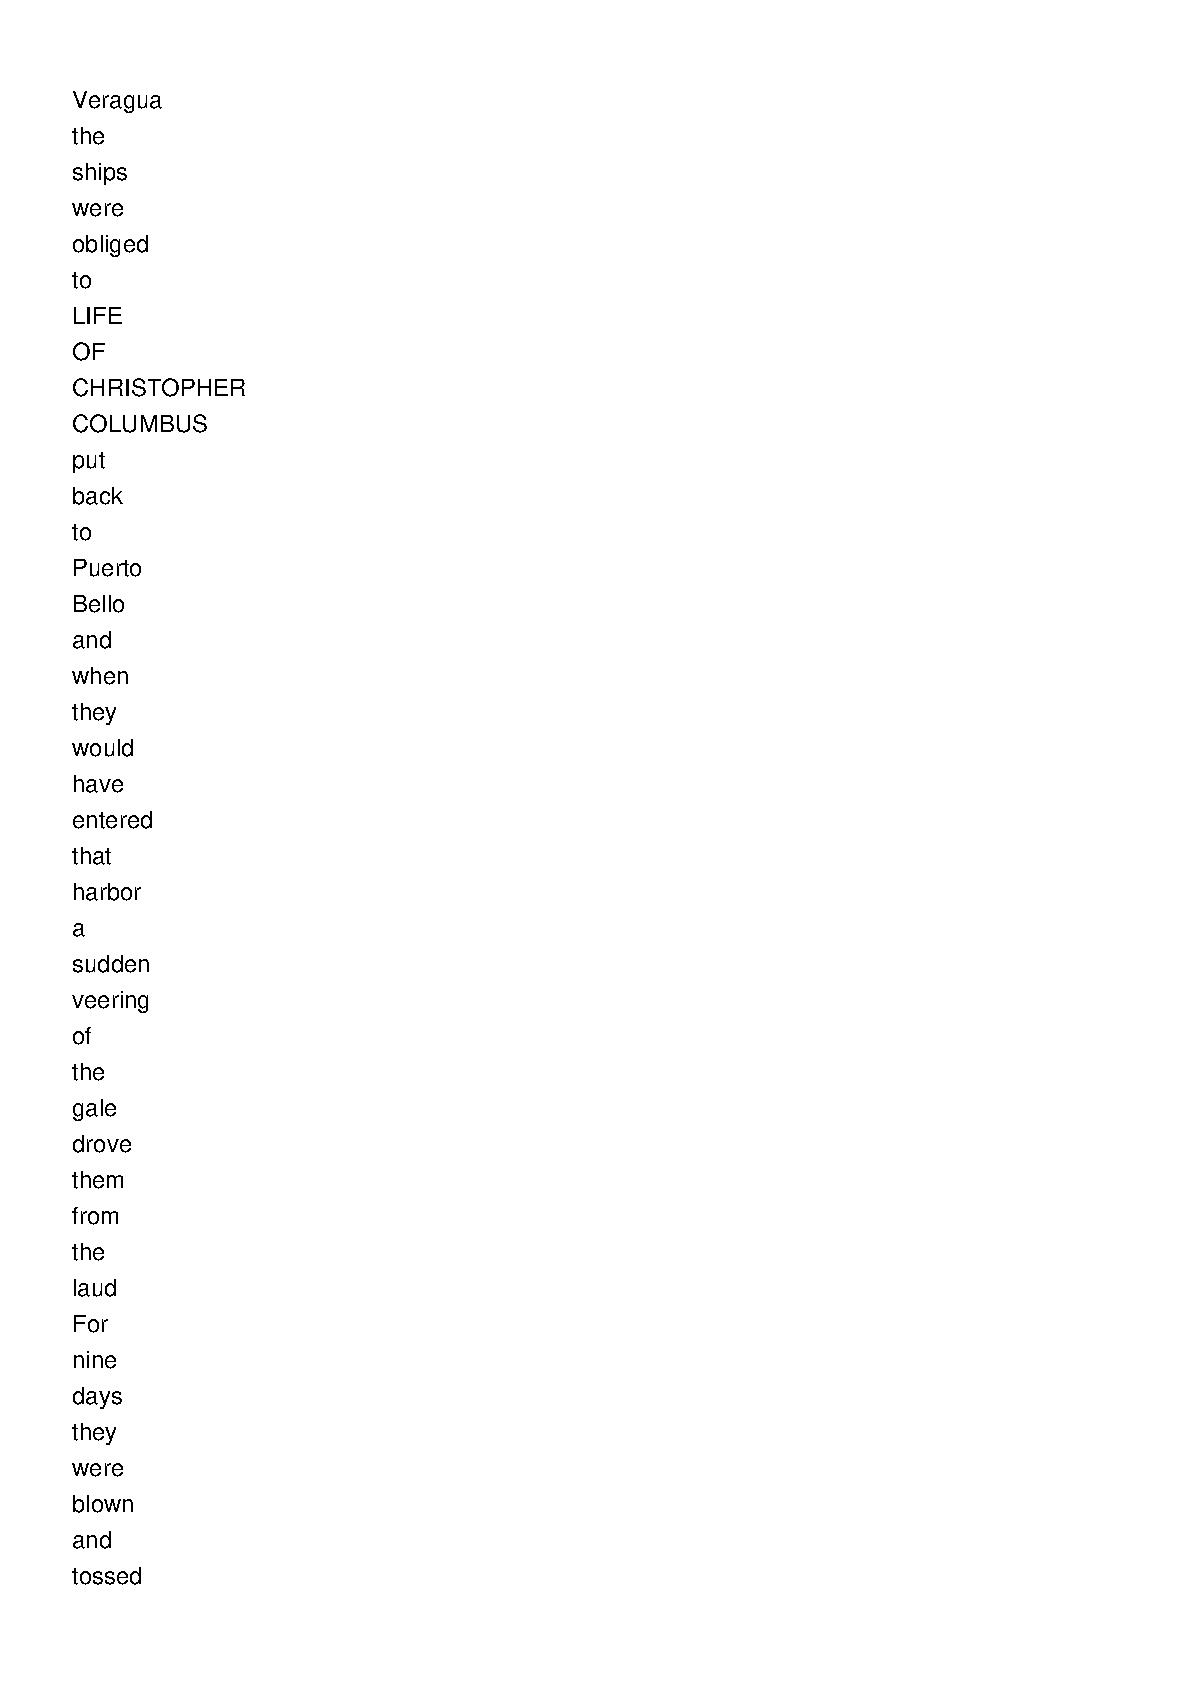 Veragua
the
ships
were
obliged
to
LIFE
OF
CHRISTOPHER
COLUMBUS
put
back
to
Puerto
Bello
and
when
they
would
have
entered
that
harbor
a
sudden
veering
of
the
gale
drove
them
from
the
laud
For
nine
days
they
were
blown
and
tossed